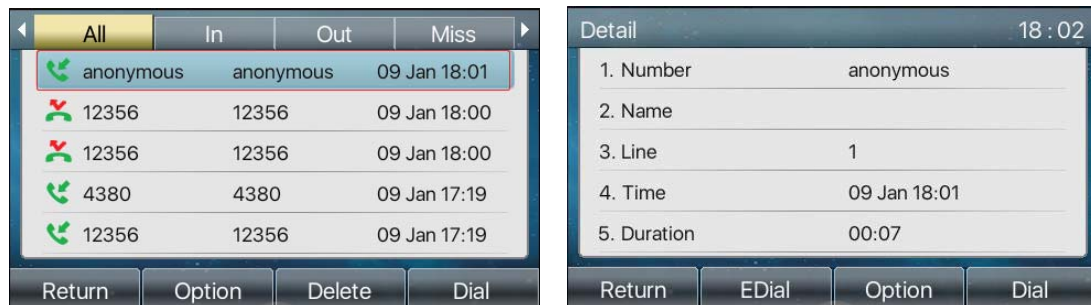 All In Out Miss
anonymous anonymous 09 Jan 18:01
12356 12356 09 Jan 18:00
12356 12356 09 Jan 18:00
4380 4380 09 Jan 17:19
12356 12356 09 Jan 17:19
Return Option Delete Dial
Detail 18:02
1. Number anonymous
2. Name
3. Line 1
4. Time 09 Jan 18:01
5. Duration 00:07
Return EDial Option Dial